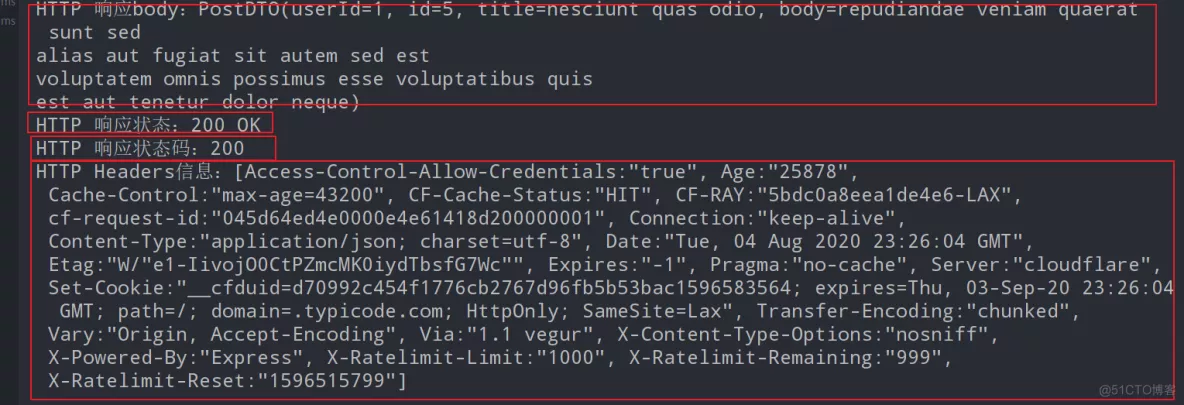 ms
ms
HTTP 响应body：PostDTO(userId=1, id=5, title=nesciunt quas odio, body=repudiandae veniam quaerat
sunt sed
alias aut fugiat sit autem sed est
voluptatem omnis possimus esse voluptatibus quis
est aut tenetur dolor neque)
HTTP 响应状态：200 OK
HTTP 响应状态码：200
HTTP Headers信息：[Access-Control-Allow-Credentials:"true", Age:"25878",
Cache-Control:"max-age=43200", CF-Cache-Status:"HIT", CF-RAY:"5bdc0a8eea1de4e6-LAX",
cf-request-id:"045d64ed4e0000e4e61418d200000001", Connection:"keep-alive",
Content-Type:"application/json; charset=utf-8", Date:"Tue, 04 Aug 2020 23:26:04 GMT",
Etag:"W/"e1-IivojO0CtPZmcMK0iydTbsfG7Wc"", Expires:"-1", Pragma:"no-cache", Server:"cloudflare",
Set-Cookie:"__cfduid=d70992c454f1776cb2767d96fb5b53bac1596583564; expires=Thu, 03-Sep-20 23:26:04
GMT; path=/; domain=.typicode.com; HttpOnly; SameSite=Lax", Transfer-Encoding:"chunked",
Vary:"Origin, Accept-Encoding", Via:"1.1 vegur", X-Content-Type-Options:"nosniff",
X-Powered-By:"Express", X-Ratelimit-Limit:"1000", X-Ratelimit-Remaining:"999",
X-Ratelimit-Reset:"1596515799"]
@51CTO博客